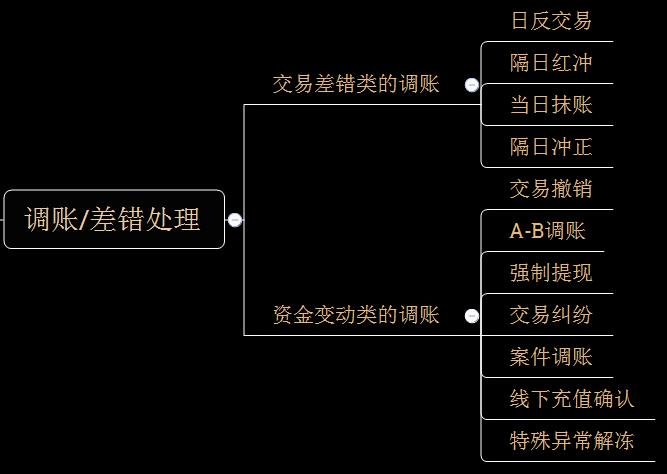 调账/差错处理
交易差错类的调账
日反交易
隔日红冲
当日抹账
隔日冲正
资金变动类的调账
交易撤销
A-B调账
强制提现
交易纠纷
案件调账
线下充值确认
特殊异常解冻